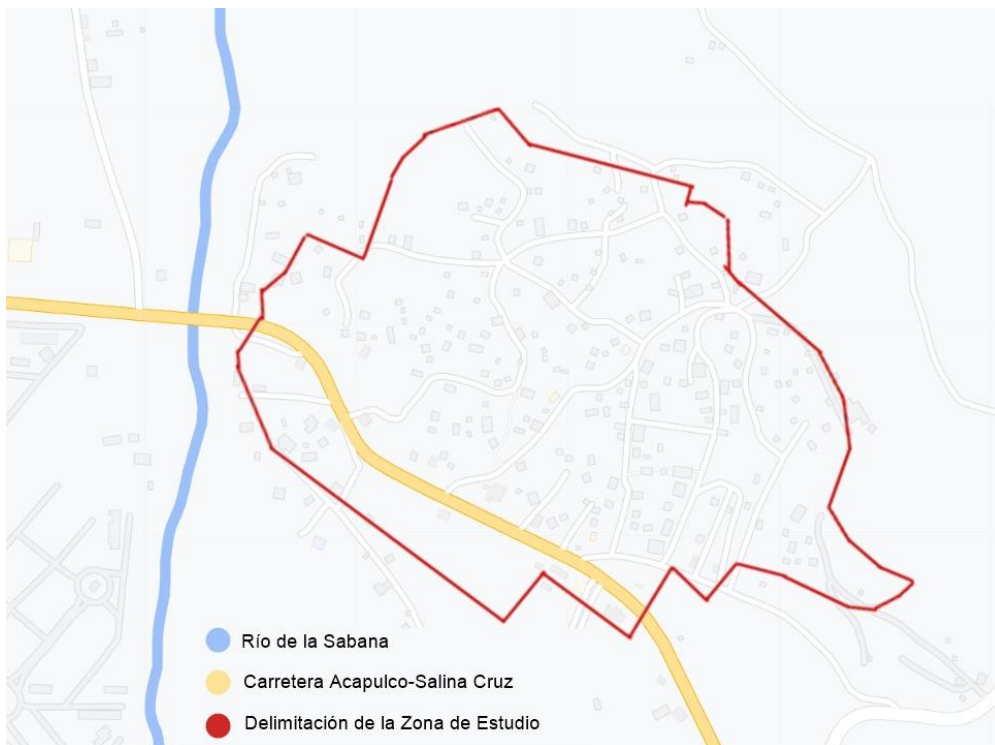 Río de la Sabana
Carretera Acapulco-Salina Cruz
Delimitación de la Zona de Estudio